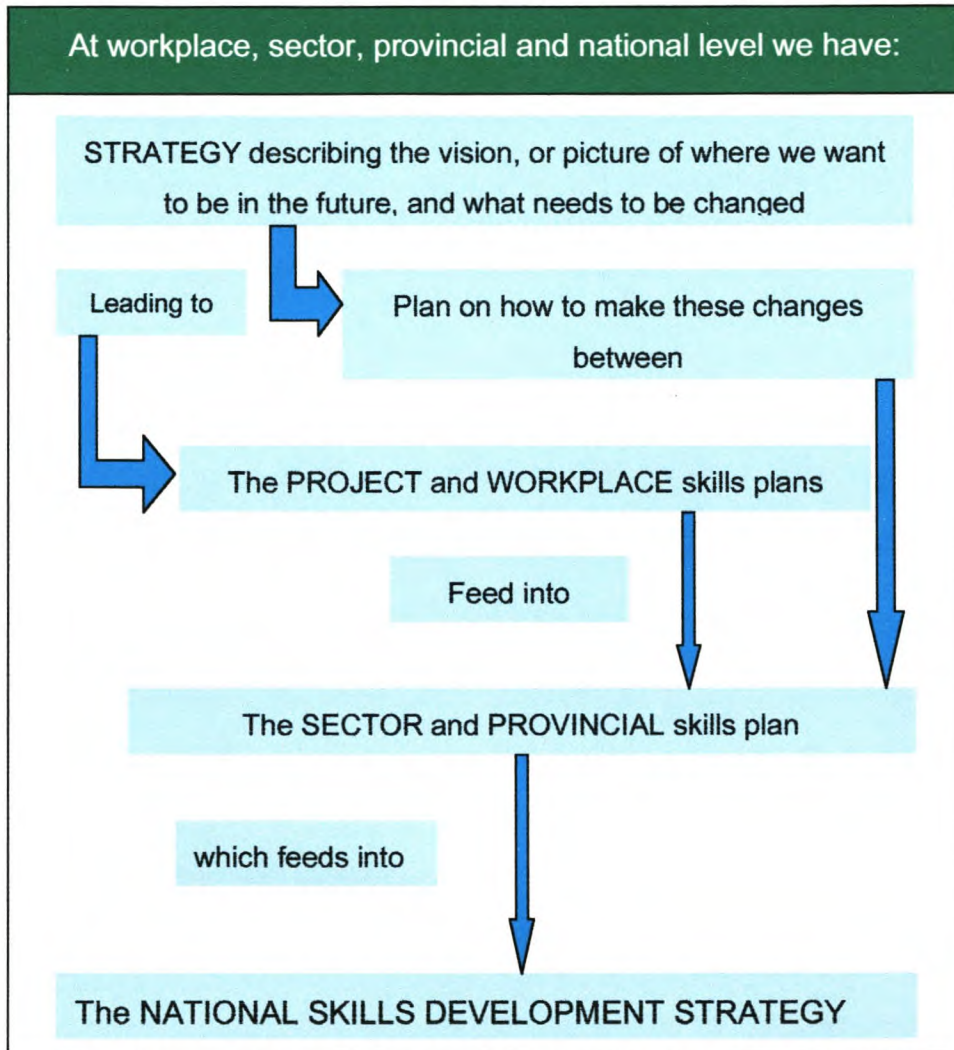 At workplace, sector, provincial and national level we have:
STRATEGY describing the vision, or picture of where we want
to be in the future, and what needs to be changed
Leading to
Plan on how to make these changes
between
The PROJECT and WORKPLACE skills plans
Feed into
The SECTOR and PROVINCIAL skills plan
which feeds into
The NATIONAL SKILLS DEVELOPMENT STRATEGY